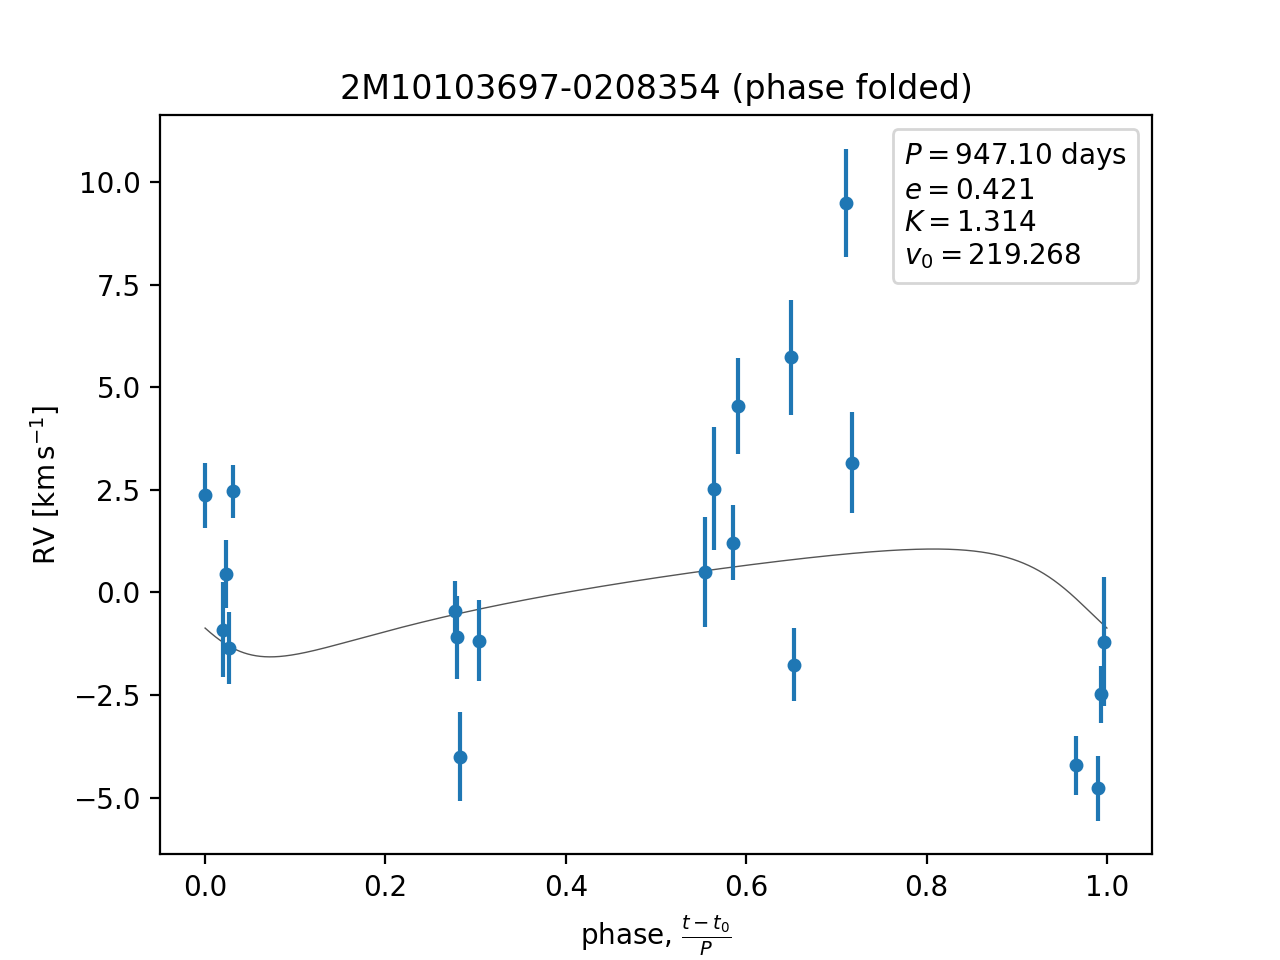 2M10103697-0208354 (phase folded)
P = 947.10 days
e = 0.421
K = 1.314
v₀ = 219.268
10.0
7.5
5.0
2.5
0.0
−2.5
−5.0
RV [km s⁻¹]
0.0 0.2 0.4 0.6 0.8 1.0
phase, (t − t₀)/P